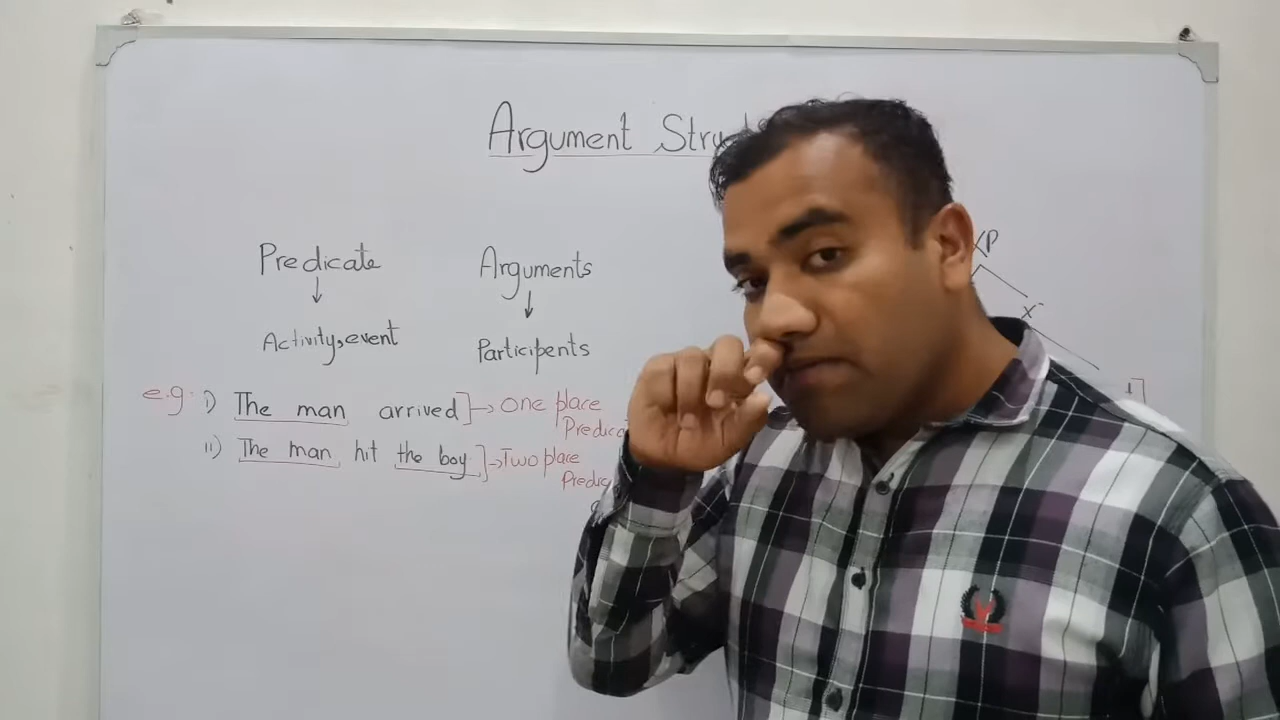 Argument
Predicate Arguments
Activity, event Participants
e.g. i) The man arrived] → one place
ii) The man hit the boy] → Two place
XP
X